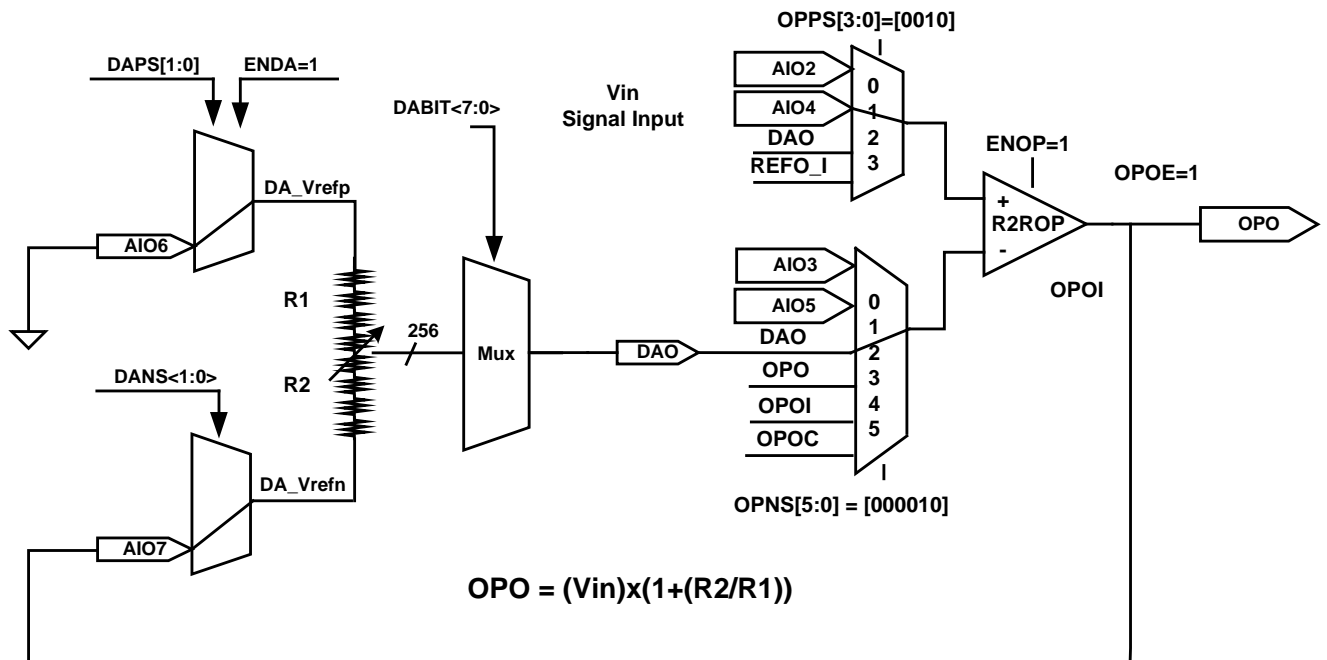 OPPS[3:0]=[0010]
DAPS[1:0]
ENDA=1
AIO2
0
Vin
Signal Input
DABIT<7:0>
AIO4
1
DAO
2
ENOP=1
REFO_I
3
OPOE=1
DA_Vrefp
+
R2ROP
OPO
AIO6
-
AIO3
OPOI
R1
AIO5
0
1
256
DAO
Mux
DAO
2
R2
OPO
3
DANS<1:0>
OPOI
4
OPOC
5
DA_Vrefn
OPNS[5:0] = [000010]
AIO7
OPO = (Vin)x(1+(R2/R1))